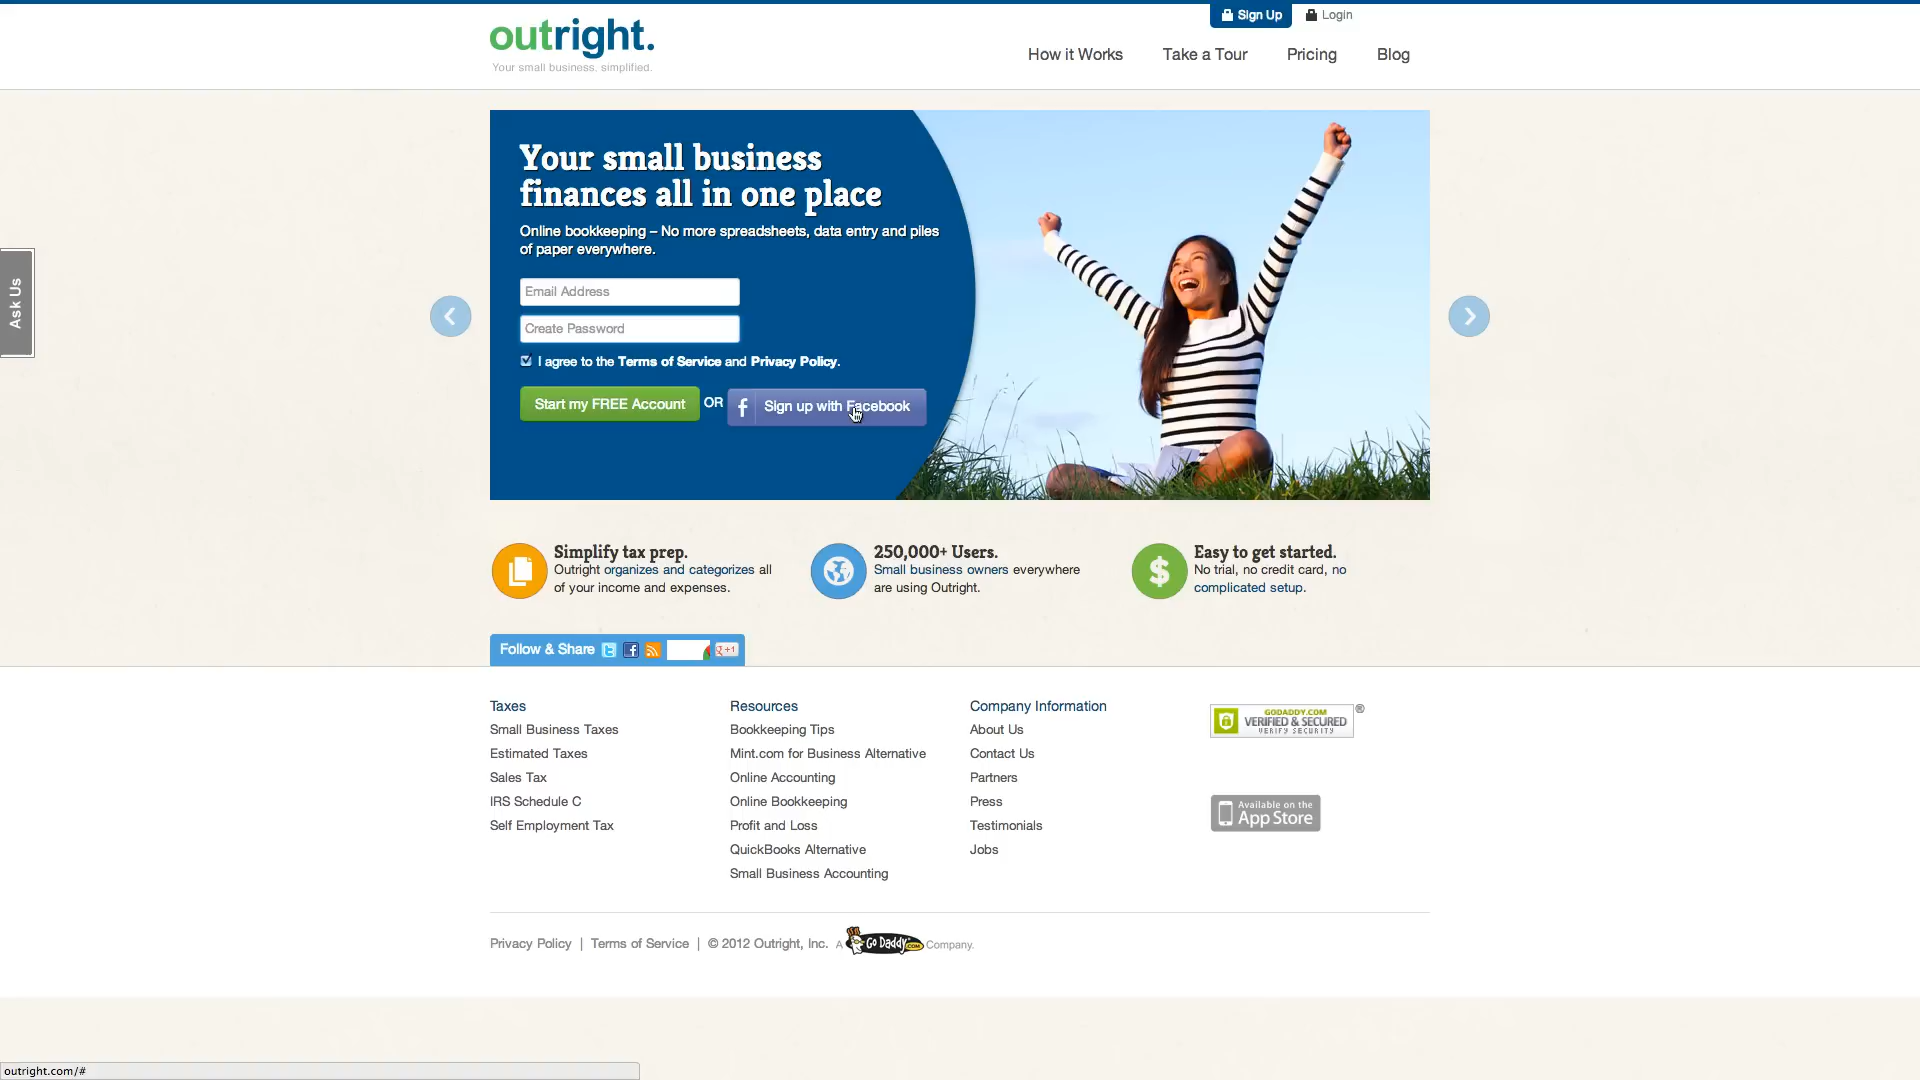 Sign Up
Login
outright.
Your small business. simplified.
How it Works
Take a Tour
Pricing
Blog
Your small business
finances all in one place
Online bookkeeping – No more spreadsheets, data entry and piles
of paper everywhere.
Email Address
Create Password
I agree to the Terms of Service and Privacy Policy.
Start my FREE Account OR f Sign up with Facebook
Ask Us
Simplify tax prep.
Outright organizes and categorizes all
of your income and expenses.
250,000+ Users.
Small business owners everywhere
are using Outright.
$
Easy to get started.
No trial, no credit card, no
complicated setup.
Follow & Share
+1
Taxes
Small Business Taxes
Estimated Taxes
Sales Tax
IRS Schedule C
Self Employment Tax
Resources
Bookkeeping Tips
Mint.com for Business Alternative
Online Accounting
Online Bookkeeping
Profit and Loss
QuickBooks Alternative
Small Business Accounting
Company Information
About Us
Contact Us
Partners
Press
Testimonials
Jobs
GODADDY.COM
VERIFIED & SECURED
VERIFY SECURITY
®
Available on the
App Store
Privacy Policy | Terms of Service | © 2012 Outright, Inc. A Go Daddy .COM Company.
outright.com/#